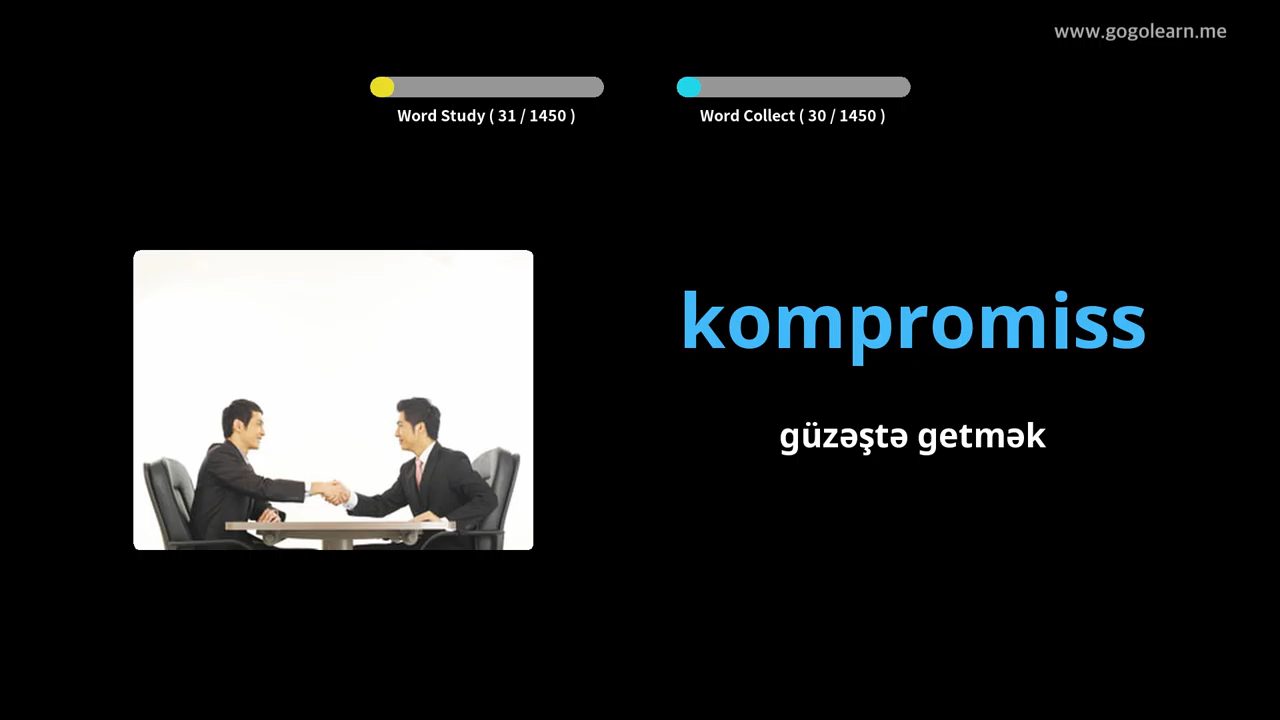 www.gogolearn.me
Word Study ( 31 / 1450 )
Word Collect ( 30 / 1450 )
kompromiss
güzəştə getmək